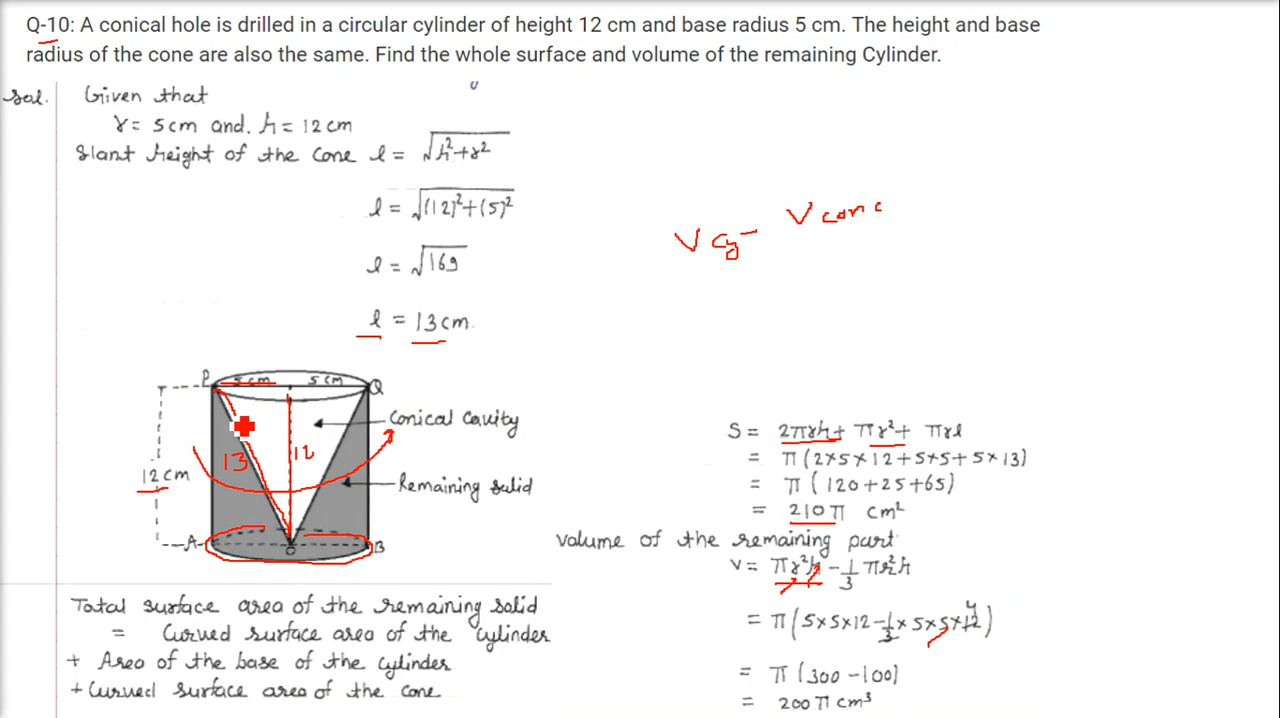 Q-10: A conical hole is drilled in a circular cylinder of height 12 cm and base radius 5 cm. The height and base
radius of the cone are also the same. Find the whole surface and volume of the remaining Cylinder.
Sol. Given that
r = 5cm and. h = 12cm
Slant height of the cone l = √h²+r²
l = √(12)²+(5)²
l = √169
l = 13cm.
V cy - V cone
P 5cm 5cm Q
Conical cavity
12
13
12cm
Remaining solid
A O B
Total surface area of the remaining solid
= Curved surface area of the cylinder
+ Area of the base of the cylinder
+ Curved surface area of the cone
S = 2πrh + πr² + πrl
= π(2×5×12+5×5+5×13)
= π(120+25+65)
= 210π cm²
volume of the remaining part
V = πr²h - 1/3 πr²h
= π(5×5×12 - 1/3 × 5×5×12) 4
= π(300-100)
= 200π cm³